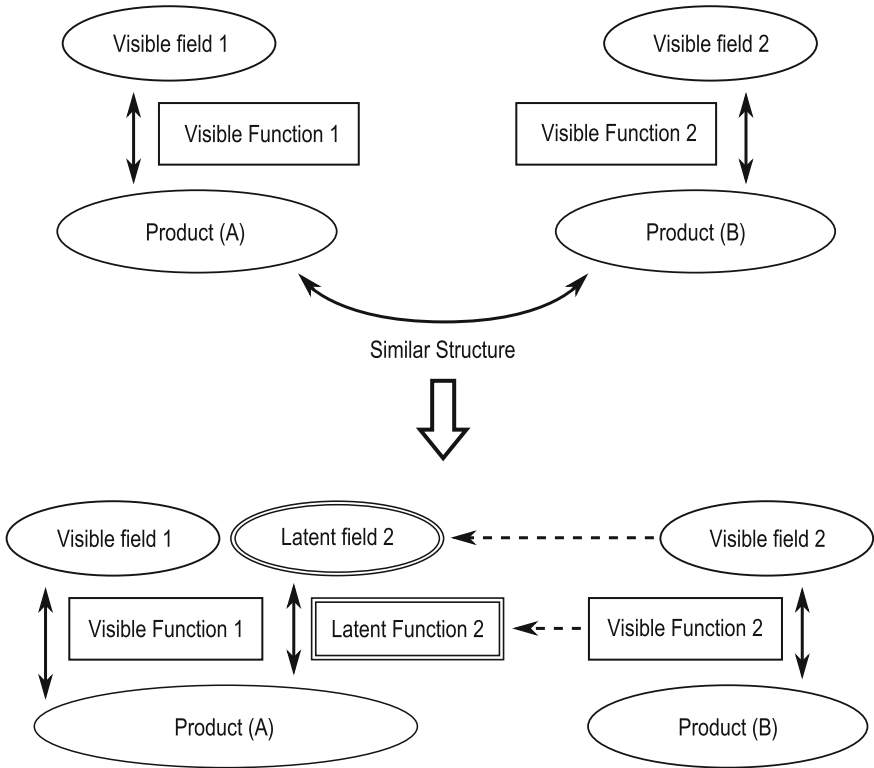 Visible field 1
Visible field 2
Visible Function 1
Visible Function 2
Product (A)
Product (B)
Similar Structure
Visible field 1
Latent field 2
Visible field 2
Visible Function 1
Latent Function 2
Visible Function 2
Product (A)
Product (B)